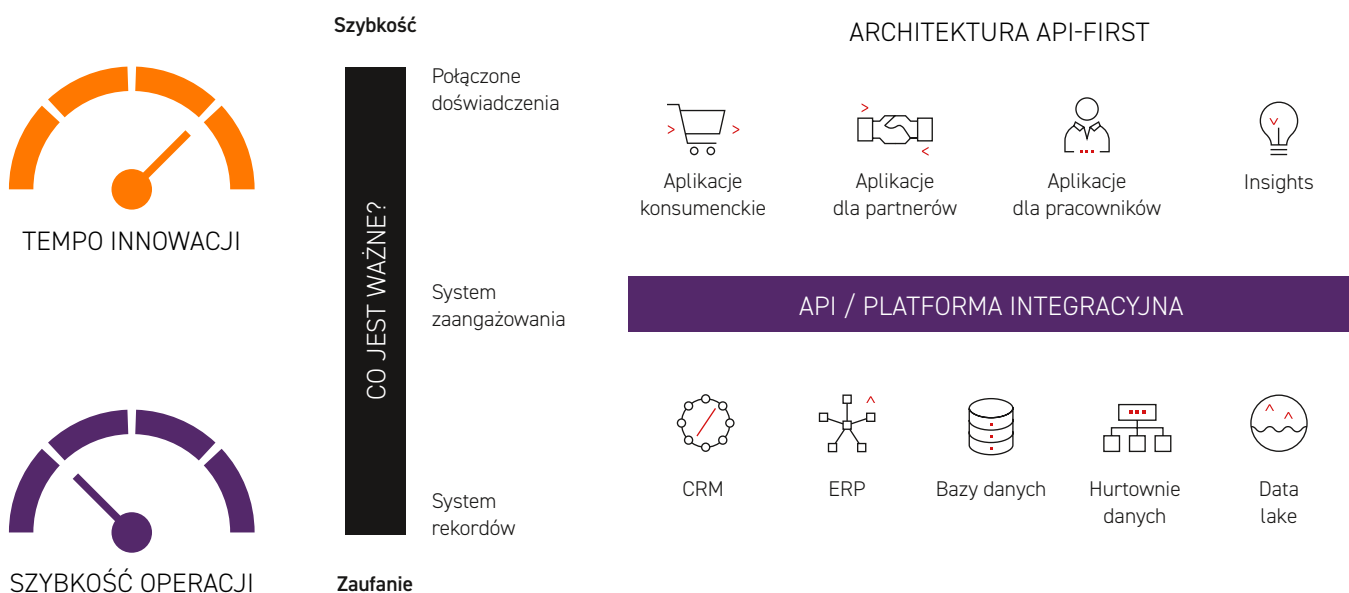 TEMPO INNOWACJI
SZYBKOŚĆ OPERACJI
Szybkość
CO JEST WAŻNE?
Połączone
doświadczenia
System
zaangażowania
System
rekordów
Zaufanie
ARCHITEKTURA API-FIRST
Aplikacje
konsumenckie
Aplikacje
dla partnerów
Aplikacje
dla pracowników
Insights
API / PLATFORMA INTEGRACYJNA
CRM
ERP
Bazy danych
Hurtownie
danych
Data
lake